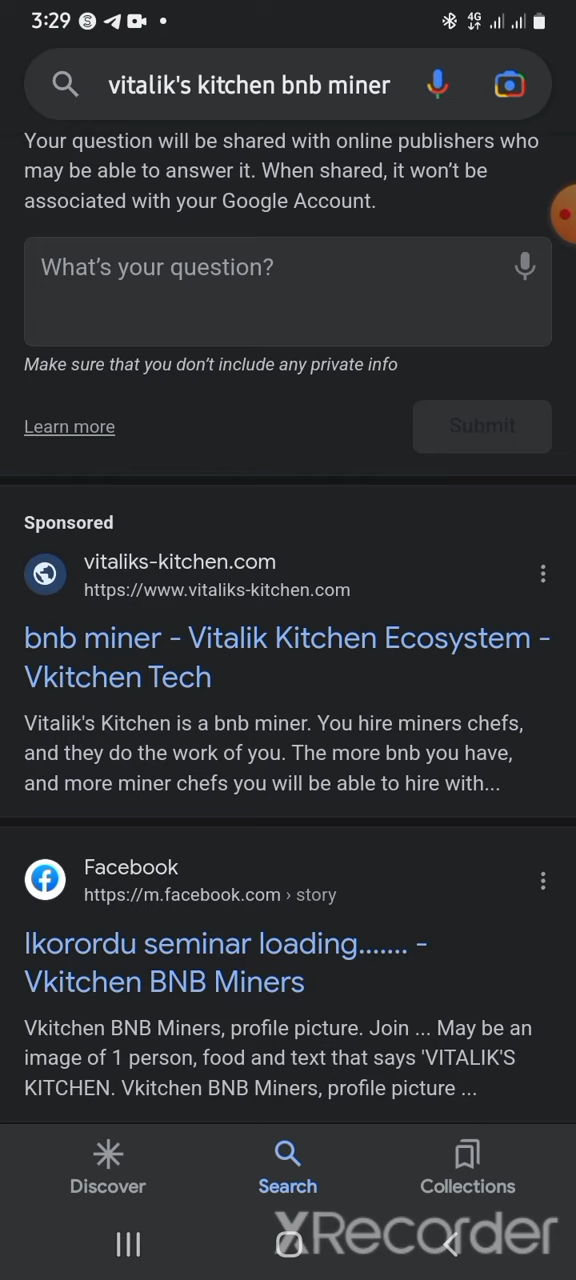 3:29
4G
vitalik's kitchen bnb miner
Your question will be shared with online publishers who
may be able to answer it. When shared, it won't be
associated with your Google Account.
What's your question?
Make sure that you don't include any private info
Learn more
Submit
Sponsored
vitaliks-kitchen.com
https://www.vitaliks-kitchen.com
bnb miner - Vitalik Kitchen Ecosystem -
Vkitchen Tech
Vitalik's Kitchen is a bnb miner. You hire miners chefs,
and they do the work of you. The more bnb you have,
and more miner chefs you will be able to hire with...
Facebook
https://m.facebook.com › story
Ikorordu seminar loading....... -
Vkitchen BNB Miners
Vkitchen BNB Miners, profile picture. Join ... May be an
image of 1 person, food and text that says 'VITALIK'S
KITCHEN. Vkitchen BNB Miners, profile picture ...
Discover
Search
Collections
XRecorder